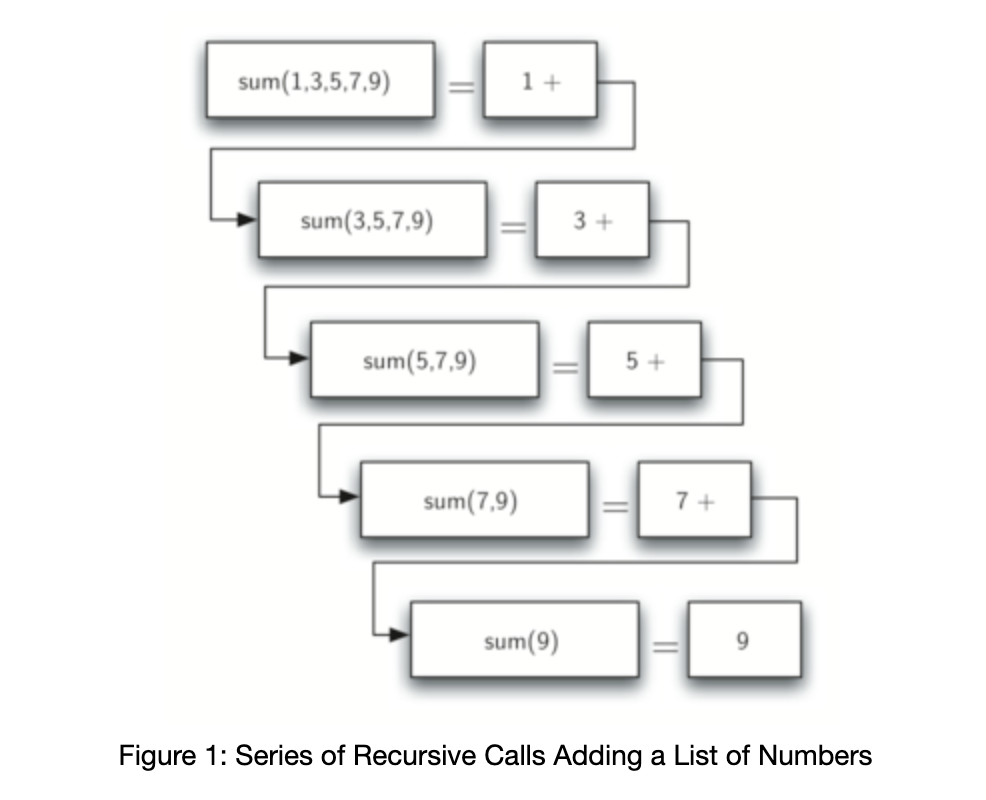 sum(1,3,5,7,9) = 1 +
sum(3,5,7,9) = 3 +
sum(5,7,9) = 5 +
sum(7,9) = 7 +
sum(9) = 9
Figure 1: Series of Recursive Calls Adding a List of Numbers